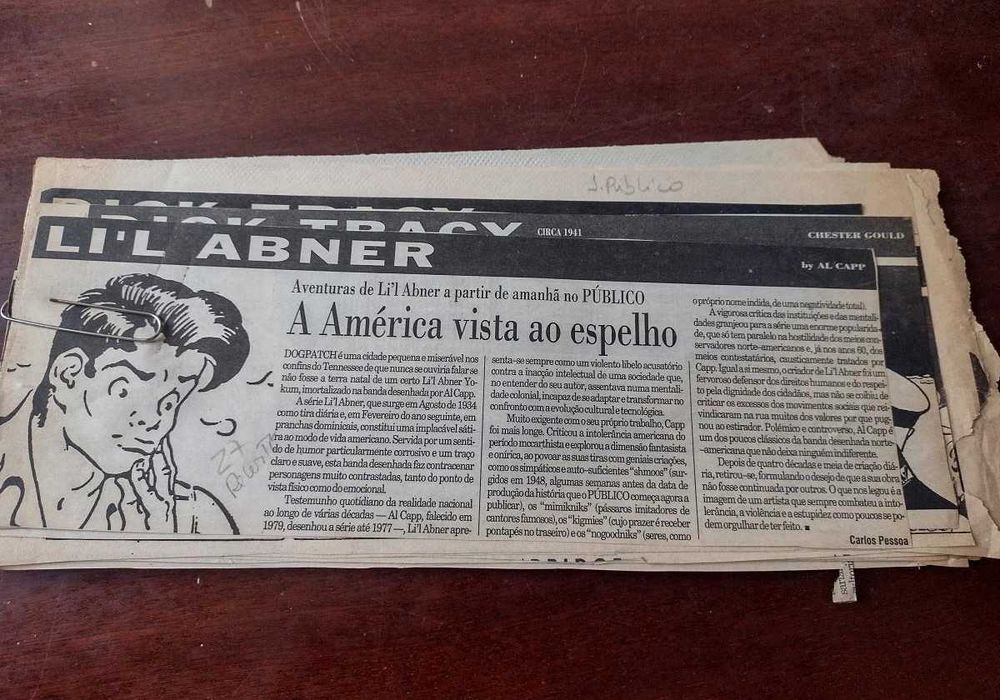 J. Público
DICK TRACY
DICK TRACY
CIRCA 1941
CHESTER GOULD
LI'L ABNER
by AL CAPP
Aventuras de Li'l Abner a partir de amanhã no PÚBLICO
A América vista ao espelho
DOGPATCH é uma cidade pequena e miserável nos
confins do Tennessee de que nunca se ouviria falar se
não fosse a terra natal de um certo Li'l Abner Yo-
kum, imortalizado na banda desenhada por Al Capp.
A série Li'l Abner, que surge em Agosto de 1934
como tira diária e, em Fevereiro do ano seguinte, em
pranchas dominicais, constitui uma implacável sáti-
ra ao modo de vida americano. Servida por um senti-
do de humor particularmente corrosivo e um traço
claro e suave, esta banda desenhada faz contracenar
personagens muito contrastadas, tanto do ponto de
vista físico como do emocional.
Testemunho quotidiano da realidade nacional
ao longo de várias décadas — Al Capp, falecido em
1979, desenhou a série até 1977 —, Li'l Abner apre-
senta-se sempre como um violento libelo acusatório
contra a inacção intelectual de uma sociedade que,
no entender do seu autor, assentava numa mentali-
dade colonial, incapaz de se adaptar e transformar no
confronto com a evolução cultural e tecnológica.
Muito exigente com o seu próprio trabalho, Capp
foi mais longe. Criticou a intolerância americana do
período mccarthista e explorou a dimensão fantasista
e onírica, ao povoar as suas tiras com geniais criações,
como os simpáticos e auto-suficientes "shmoos" (sur-
gidos em 1948, algumas semanas antes da data de
produção da história que o PÚBLICO começa agora a
publicar), os "mimikniks" (pássaros imitadores de
cantores famosos), os "kigmies" (cujo prazer é receber
pontapés no traseiro) e os "nogoodniks" (seres, como
o próprio nome indida, de uma negatividade total).
A vigorosa crítica das instituições e das mentali-
dades granjeou para a série uma enorme popularida-
de, que só tem paralelo na hostilidade dos meios con-
servadores norte-americanos e, já nos anos 60, dos
meios contestatários, causticamente tratados por
Capp. Igual a si mesmo, o criador de Li'l Abner foi um
fervoroso defensor dos direitos humanos e do respei-
to pela dignidade dos cidadãos, mas não se coibiu de
criticar os excessos dos movimentos sociais que rei-
vindicaram na rua muitos dos valores por que pug-
nou ao estirador. Polémico e controverso, Al Capp é
um dos poucos clássicos da banda desenhada norte-
-americana que não deixa ninguém indiferente.
Depois de quatro décadas e meia de criação diá-
ria, retirou-se, formulando o desejo de que a sua obra
não fosse continuada por outros. O que nos legou é a
imagem de um artista que sempre combateu a into-
lerância, a violência e a estupidez como poucos se po-
dem orgulhar de ter feito. ■
Carlos Pessoa
27